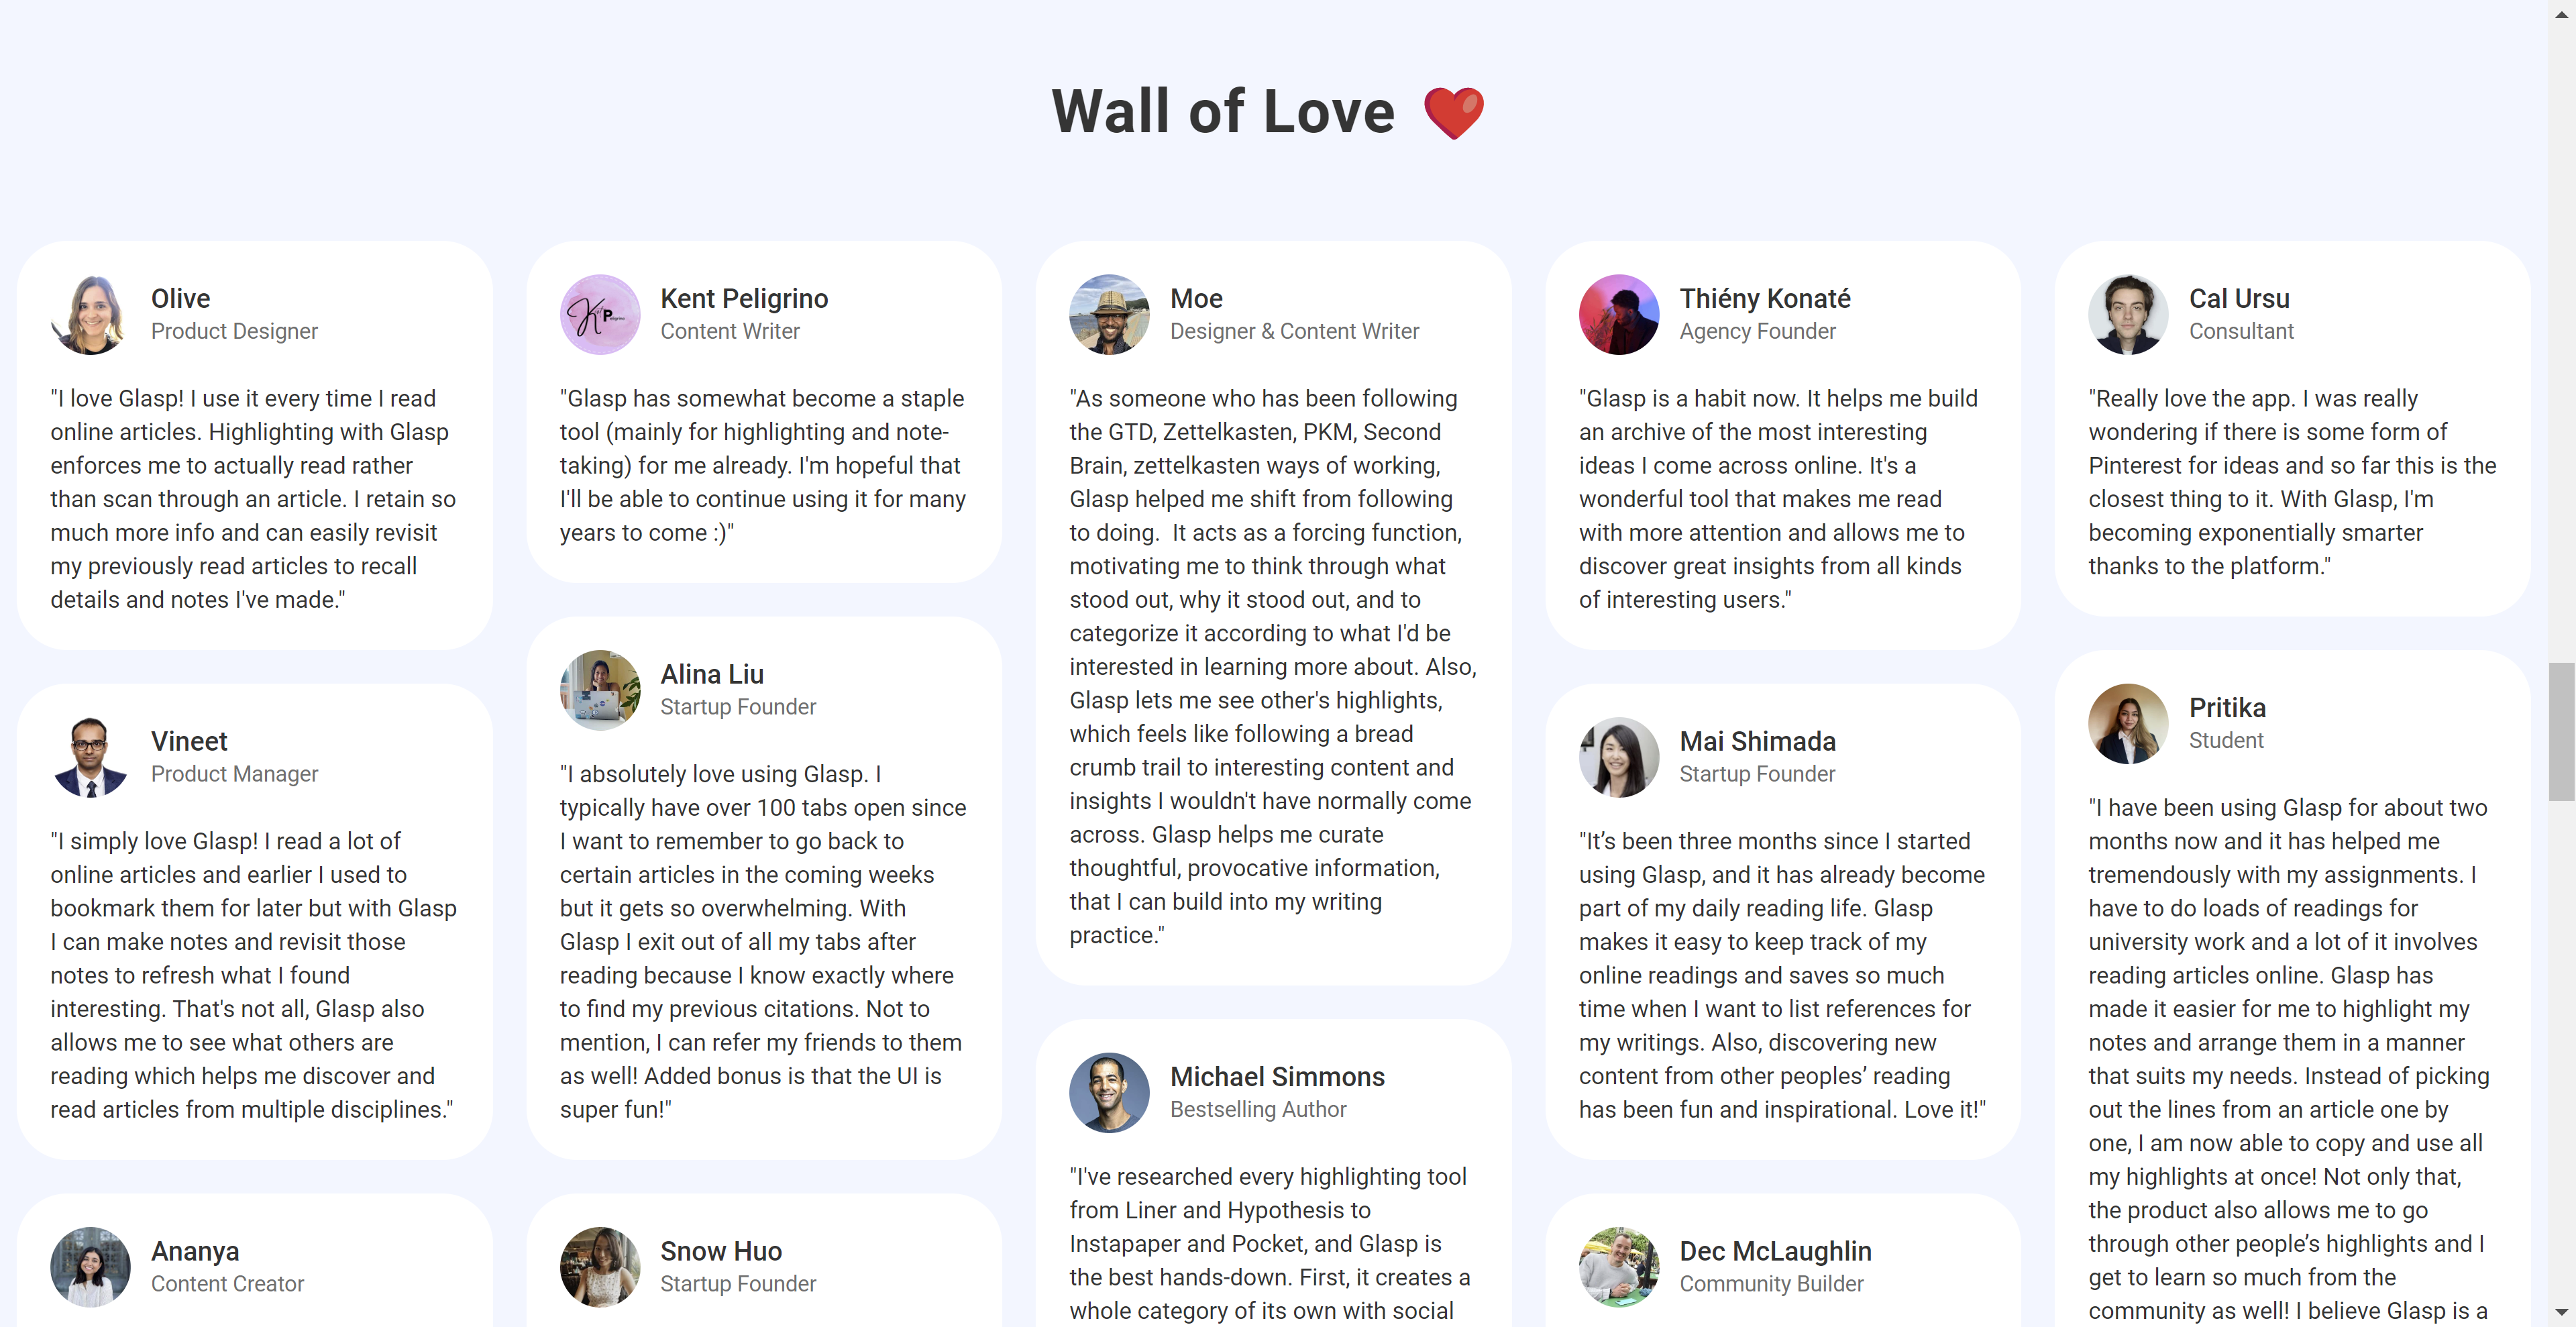 Wall of Love ❤️
Olive
Product Designer
"I love Glasp! I use it every time I read
online articles. Highlighting with Glasp
enforces me to actually read rather
than scan through an article. I retain so
much more info and can easily revisit
my previously read articles to recall
details and notes I've made."
Vineet
Product Manager
"I simply love Glasp! I read a lot of
online articles and earlier I used to
bookmark them for later but with Glasp
I can make notes and revisit those
notes to refresh what I found
interesting. That's not all, Glasp also
allows me to see what others are
reading which helps me discover and
read articles from multiple disciplines."
Ananya
Content Creator
Kent Peligrino
Content Writer
"Glasp has somewhat become a staple
tool (mainly for highlighting and note-
taking) for me already. I'm hopeful that
I'll be able to continue using it for many
years to come :)"
Alina Liu
Startup Founder
"I absolutely love using Glasp. I
typically have over 100 tabs open since
I want to remember to go back to
certain articles in the coming weeks
but it gets so overwhelming. With
Glasp I exit out of all my tabs after
reading because I know exactly where
to find my previous citations. Not to
mention, I can refer my friends to them
as well! Added bonus is that the UI is
super fun!"
Snow Huo
Startup Founder
Moe
Designer & Content Writer
"As someone who has been following
the GTD, Zettelkasten, PKM, Second
Brain, zettelkasten ways of working,
Glasp helped me shift from following
to doing.  It acts as a forcing function,
motivating me to think through what
stood out, why it stood out, and to
categorize it according to what I'd be
interested in learning more about. Also,
Glasp lets me see other's highlights,
which feels like following a bread
crumb trail to interesting content and
insights I wouldn't have normally come
across. Glasp helps me curate
thoughtful, provocative information,
that I can build into my writing
practice."
Michael Simmons
Bestselling Author
"I've researched every highlighting tool
from Liner and Hypothesis to
Instapaper and Pocket, and Glasp is
the best hands-down. First, it creates a
whole category of its own with social
Thiény Konaté
Agency Founder
"Glasp is a habit now. It helps me build
an archive of the most interesting
ideas I come across online. It's a
wonderful tool that makes me read
with more attention and allows me to
discover great insights from all kinds
of interesting users."
Mai Shimada
Startup Founder
"It’s been three months since I started
using Glasp, and it has already become
part of my daily reading life. Glasp
makes it easy to keep track of my
online readings and saves so much
time when I want to list references for
my writings. Also, discovering new
content from other peoples’ reading
has been fun and inspirational. Love it!"
Dec McLaughlin
Community Builder
Cal Ursu
Consultant
"Really love the app. I was really
wondering if there is some form of
Pinterest for ideas and so far this is the
closest thing to it. With Glasp, I'm
becoming exponentially smarter
thanks to the platform."
Pritika
Student
"I have been using Glasp for about two
months now and it has helped me
tremendously with my assignments. I
have to do loads of readings for
university work and a lot of it involves
reading articles online. Glasp has
made it easier for me to highlight my
notes and arrange them in a manner
that suits my needs. Instead of picking
out the lines from an article one by
one, I am now able to copy and use all
my highlights at once! Not only that,
the product also allows me to go
through other people’s highlights and I
get to learn so much from the
community as well! I believe Glasp is a